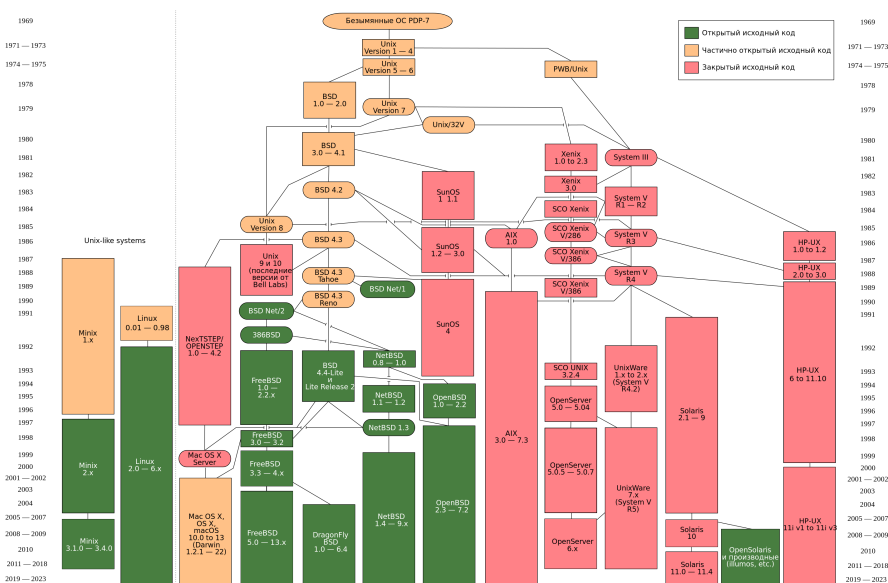 1969
1971 — 1973
1974 — 1975
1978
1979
1980
1981
1982
1983
1984
1985
1986
1987
1988
1989
1990
1991
1992
1993
1994
1995
1996
1997
1998
1999
2000
2001 — 2002
2003
2004
2005 — 2007
2008 — 2009
2010
2011 — 2018
2019 — 2023
Безымянные ОС PDP-7
Открытый исходный код
Частично открытый исходный код
Закрытый исходный код
Unix
Version 1 — 4
Unix
Version 5 — 6
PWB/Unix
BSD
1.0 — 2.0
Unix
Version 7
Unix/32V
BSD
3.0 — 4.1
Xenix
1.0 to 2.3
System III
Xenix
3.0
SunOS
1 1.1
BSD 4.2
System V
R1 — R2
SCO Xenix
Unix
Version 8
SCO Xenix
V/286
AIX
1.0
System V
R3
BSD 4.3
HP-UX
1.0 to 1.2
Unix-like systems
SunOS
1.2 — 3.0
SCO Xenix
V/386
Unix
9 и 10
(последние
версии от
Bell Labs)
BSD 4.3
Tahoe
System V
R4
HP-UX
2.0 to 3.0
BSD Net/1
SCO Xenix
V/386
BSD 4.3
Reno
BSD Net/2
Linux
0.01 — 0.98
386BSD
SunOS
4
Minix
1.x
NexTSTEP/
OPENSTEP
1.0 — 4.2
NetBSD
0.8 — 1.0
BSD
4.4-Lite
и
Lite Release 2
FreeBSD
1.0 —
2.2.x
SCO UNIX
3.2.4
UnixWare
1.x to 2.x
(System V
R4.2)
HP-UX
6 to 11.10
NetBSD
1.1 — 1.2
OpenBSD
1.0 — 2.2
OpenServer
5.0 — 5.04
Solaris
2.1 — 9
NetBSD 1.3
FreeBSD
3.0 — 3.2
AIX
3.0 — 7.3
Mac OS X
Server
Minix
2.x
Linux
2.0 — 6.x
FreeBSD
3.3 — 4.x
OpenServer
5.0.5 — 5.0.7
UnixWare
7.x
(System V
R5)
OpenBSD
2.3 — 7.2
Mac OS X,
OS X,
macOS
10.0 to 13
(Darwin
1.2.1 — 22)
NetBSD
1.4 — 9.x
HP-UX
11i v1 to 11i v3
Minix
3.1.0 — 3.4.0
FreeBSD
5.0 — 13.x
DragonFly
BSD
1.0 — 6.4
OpenServer
6.x
Solaris
10
OpenSolaris
и производные
(illumos, etc.)
Solaris
11.0 — 11.4
1969
1971 — 1973
1974 — 1975
1978
1979
1980
1981
1982
1983
1984
1985
1986
1987
1988
1989
1990
1991
1992
1993
1994
1995
1996
1997
1998
1999
2000
2001 — 2002
2003
2004
2005 — 2007
2008 — 2009
2010
2011 — 2018
2019 — 2023